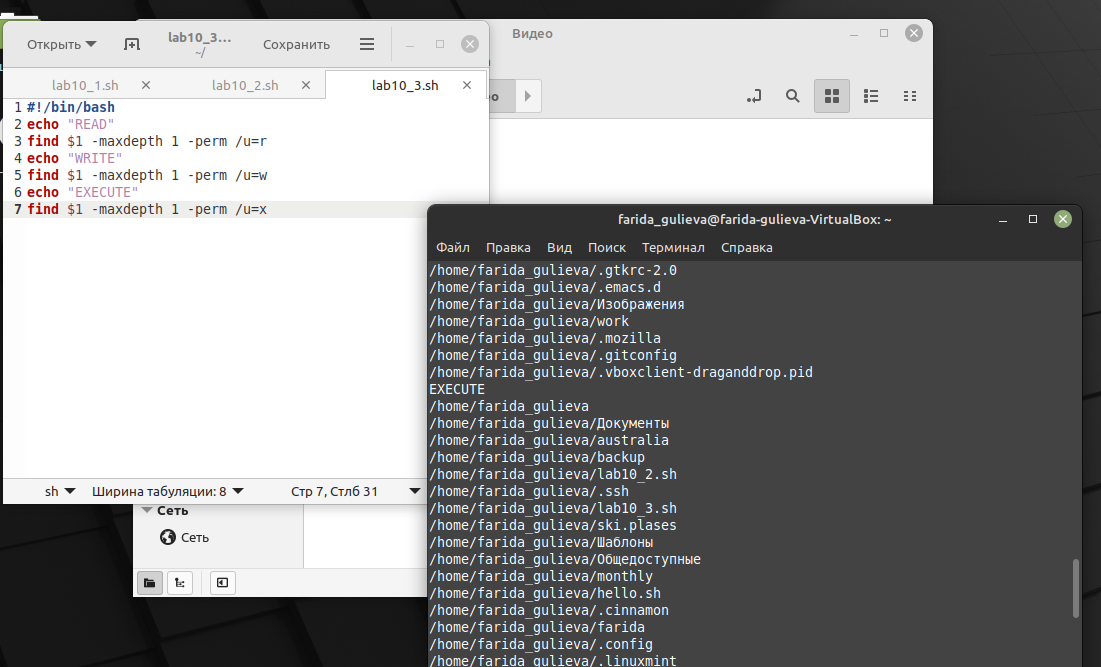 Видео
Открыть
lab10_3...
~/
Сохранить
lab10_1.sh
lab10_2.sh
lab10_3.sh
1 #!/bin/bash
2 echo "READ"
3 find $1 -maxdepth 1 -perm /u=r
4 echo "WRITE"
5 find $1 -maxdepth 1 -perm /u=w
6 echo "EXECUTE"
7 find $1 -maxdepth 1 -perm /u=x
sh
Ширина табуляции: 8
Стр 7, Стлб 31
Сеть
Сеть
farida_gulieva@farida-gulieva-VirtualBox: ~
Файл Правка Вид Поиск Терминал Справка
/home/farida_gulieva/.gtkrc-2.0
/home/farida_gulieva/.emacs.d
/home/farida_gulieva/Изображения
/home/farida_gulieva/work
/home/farida_gulieva/.mozilla
/home/farida_gulieva/.gitconfig
/home/farida_gulieva/.vboxclient-draganddrop.pid
EXECUTE
/home/farida_gulieva
/home/farida_gulieva/Документы
/home/farida_gulieva/australia
/home/farida_gulieva/backup
/home/farida_gulieva/lab10_2.sh
/home/farida_gulieva/.ssh
/home/farida_gulieva/lab10_3.sh
/home/farida_gulieva/ski.plases
/home/farida_gulieva/Шаблоны
/home/farida_gulieva/Общедоступные
/home/farida_gulieva/monthly
/home/farida_gulieva/hello.sh
/home/farida_gulieva/.cinnamon
/home/farida_gulieva/farida
/home/farida_gulieva/.config
/home/farida_gulieva/.linuxmint